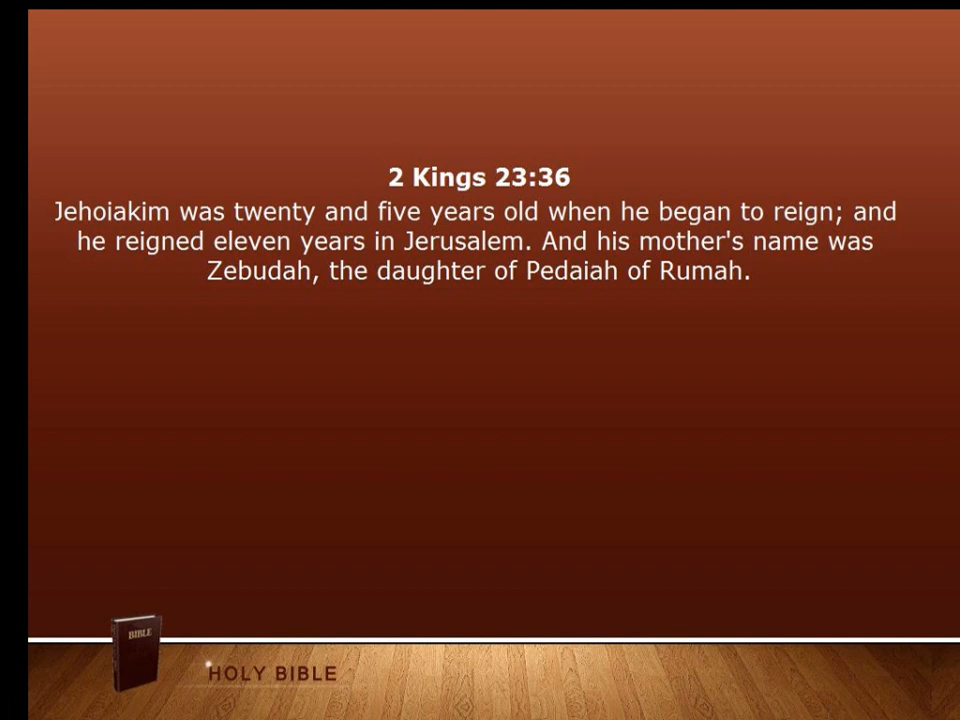 2 Kings 23:36
Jehoiakim was twenty and five years old when he began to reign; and
he reigned eleven years in Jerusalem. And his mother's name was
Zebudah, the daughter of Pedaiah of Rumah.
BIBLE
HOLY BIBLE